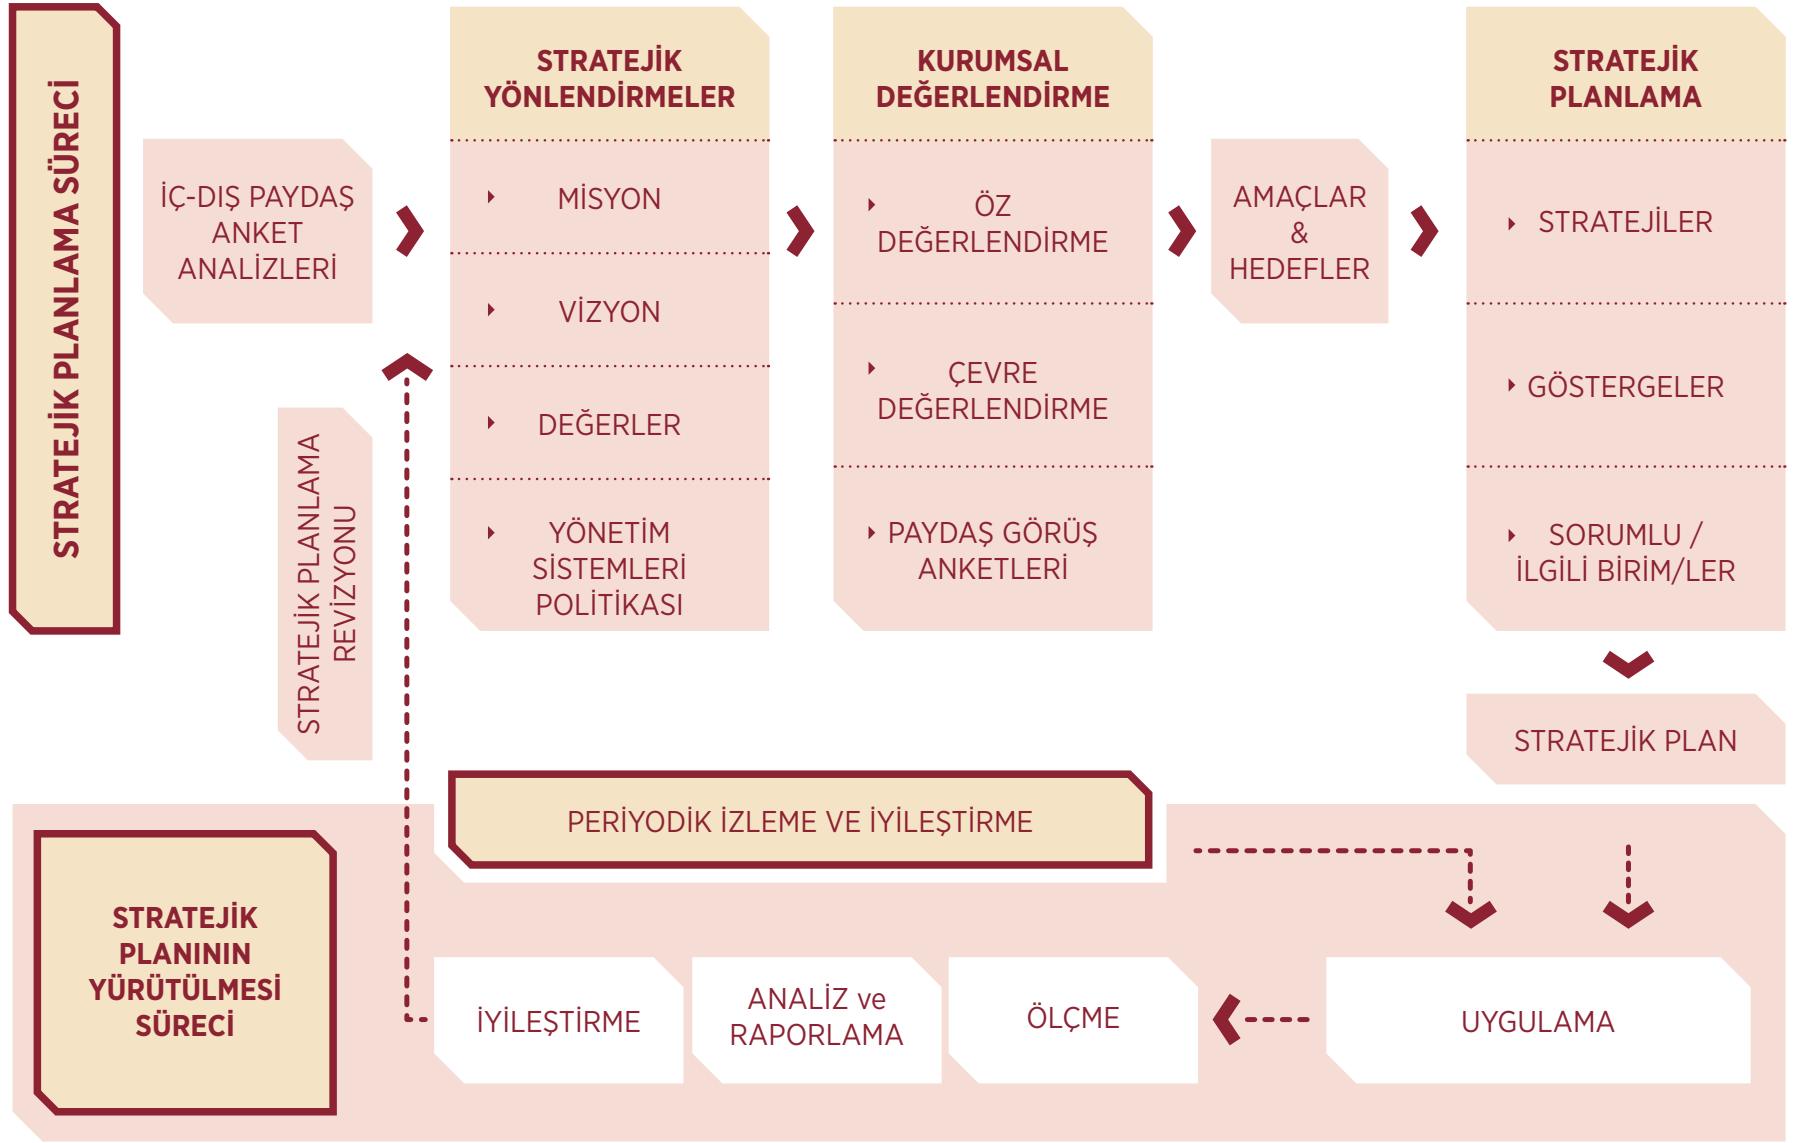 STRATEJİK PLANLAMA SÜRECİ
İÇ-DIŞ PAYDAŞ
ANKET
ANALİZLERİ
STRATEJİK
YÖNLENDİRMELER
MİSYON
VİZYON
DEĞERLER
YÖNETİM
SİSTEMLERİ
POLİTİKASI
KURUMSAL
DEĞERLENDİRME
ÖZ
DEĞERLENDİRME
ÇEVRE
DEĞERLENDİRME
PAYDAŞ GÖRÜŞ
ANKETLERİ
AMAÇLAR
&
HEDEFLER
STRATEJİK
PLANLAMA
STRATEJİLER
GÖSTERGELER
SORUMLU /
İLGİLİ BİRİM/LER
STRATEJİK PLAN
STRATEJİK PLANLAMA
REVİZYONU
PERİYODİK İZLEME VE İYİLEŞTİRME
STRATEJİK
PLANININ
YÜRÜTÜLMESİ
SÜRECİ
İYİLEŞTİRME
ANALİZ ve
RAPORLAMA
ÖLÇME
UYGULAMA